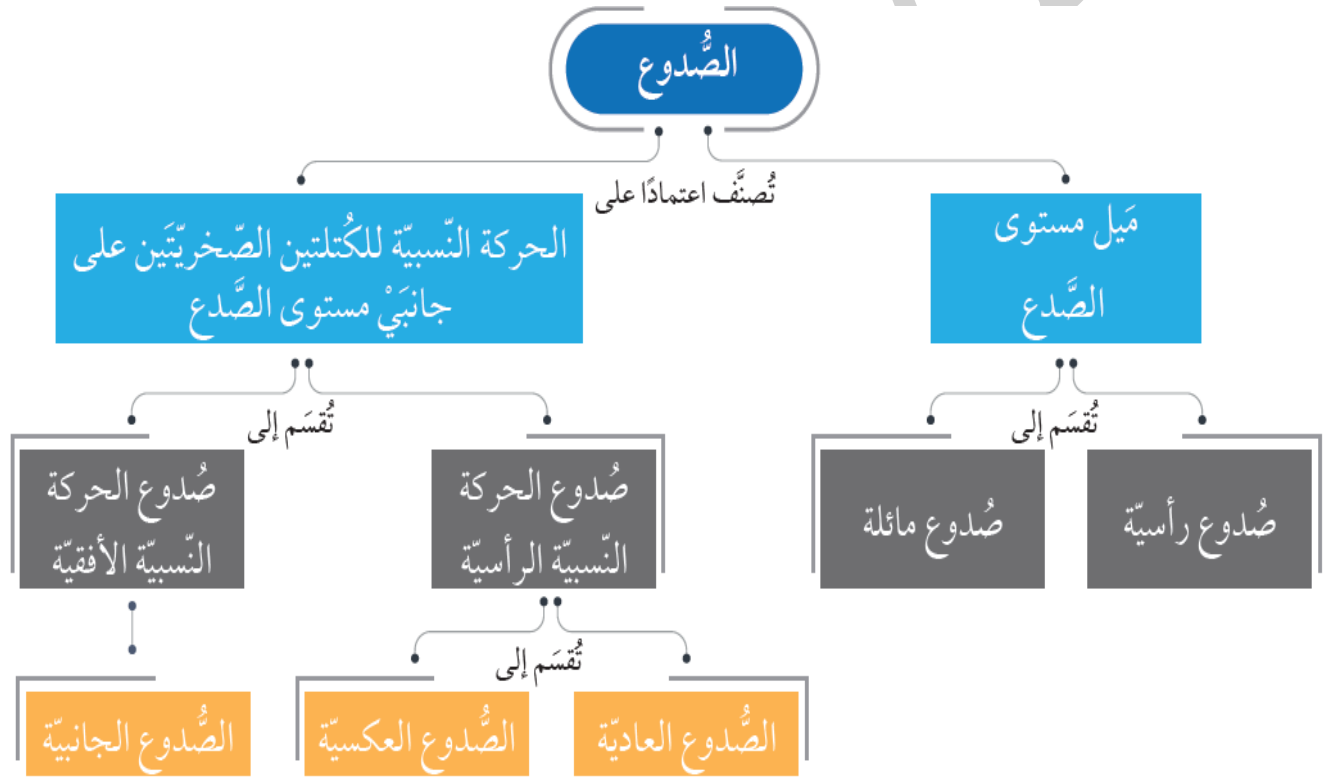 الصُّدوع
تُصنَّف اعتمادًا على
مَيل مستوى
الصَّدع
الحركة النّسبيّة للكُتلتين الصّخريّتَين على
جانبَيْ مستوى الصَّدع
تُقسَم إلى
تُقسَم إلى
صُدوع رأسيّة
صُدوع مائلة
صُدوع الحركة
النّسبيّة الرأسيّة
صُدوع الحركة
النّسبيّة الأفقيّة
تُقسَم إلى
الصُّدوع العاديّة
الصُّدوع العكسيّة
الصُّدوع الجانبيّة